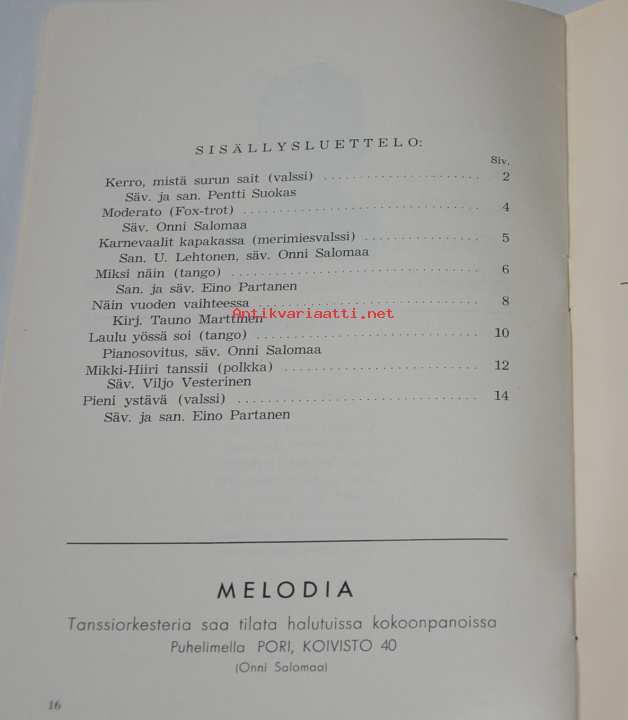 SISÄLLYSLUETTELO:
Siv.
Kerro, mistä surun sait (valssi) ........................ 2
Säv. ja san. Pentti Suokas
Moderato (Fox-trot) .................................... 4
Säv. Onni Salomaa
Karnevaalit kapakassa (merimiesvalssi) ................. 5
San. U. Lehtonen, säv. Onni Salomaa
Miksi näin (tango) ..................................... 6
San. ja säv. Eino Partanen
Näin vuoden vaihteessa ................................. 8
Antikvariaatti.net
Kirj. Tauno Marttinen
Laulu yössä soi (tango) ................................ 10
Pianosovitus, säv. Onni Salomaa
Mikki-Hiiri tanssii (polkka) ........................... 12
Säv. Viljo Vesterinen
Pieni ystävä (valssi) .................................. 14
Säv. ja san. Eino Partanen
MELODIA
Tanssiorkesteria saa tilata halutuissa kokoonpanoissa
Puhelimella PORI, KOIVISTO 40
(Onni Salomaa)
16